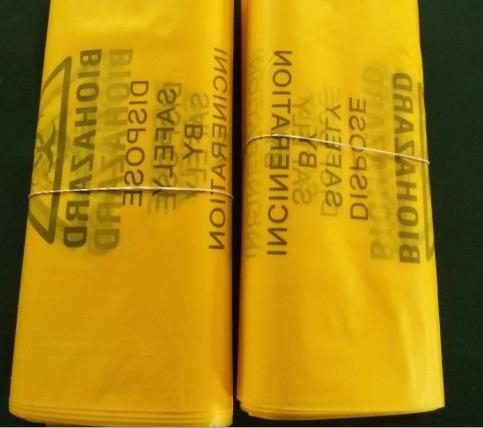 BIOHAZARD
DISPOSE
SAFELY
BY
INCINERATION
INCINERATION
BY
SAFELY
DISPOSE
BIOHAZARD